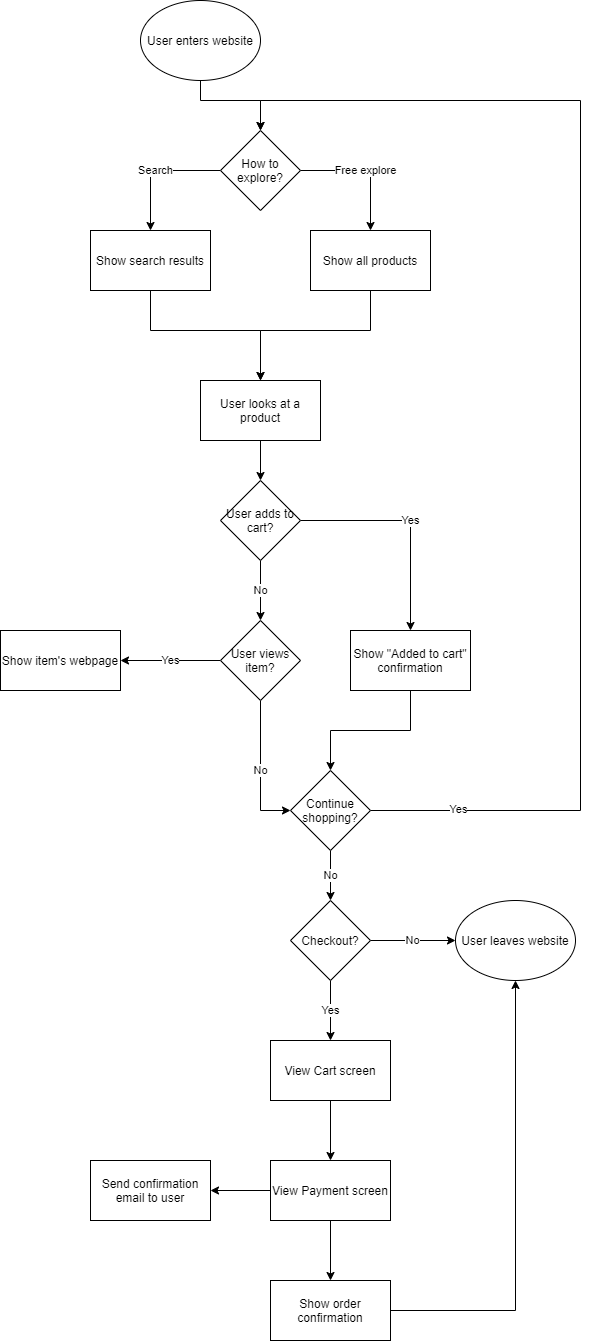 User enters website
How to
explore?
Search
Free explore
Show search results
Show all products
User looks at a
product
User adds to
cart?
Yes
No
User views
item?
Yes
Show item's webpage
Show "Added to cart"
confirmation
No
Continue
shopping?
Yes
No
Checkout?
No
User leaves website
Yes
View Cart screen
View Payment screen
Send confirmation
email to user
Show order
confirmation